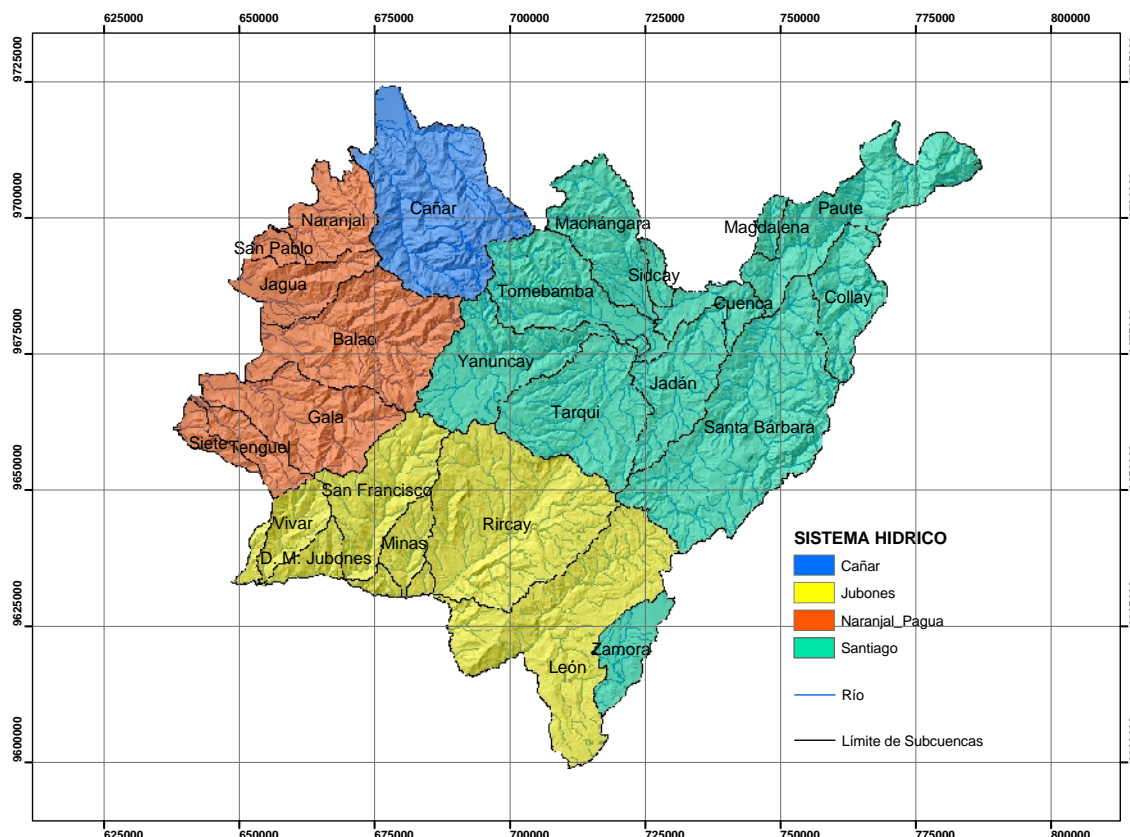 625000 650000 675000 700000 725000 750000 775000 800000
9725000
9700000
9675000
9650000
9625000
9600000
Cañar
Naranjal
Machángara
Paute
Magdalena
San Pablo
Sidcay
Jagua
Tomebamba
Cuenca
Collay
Balao
Yanuncay
Jadán
Tarqui
Gala
Santa Bárbara
Siete
Tenguel
San Francisco
Vivar
Rircay
Minas
D. M. Jubones
Zamora
León
SISTEMA HIDRICO
Cañar
Jubones
Naranjal_Pagua
Santiago
Río
Límite de Subcuencas
625000 650000 675000 700000 725000 750000 775000 800000